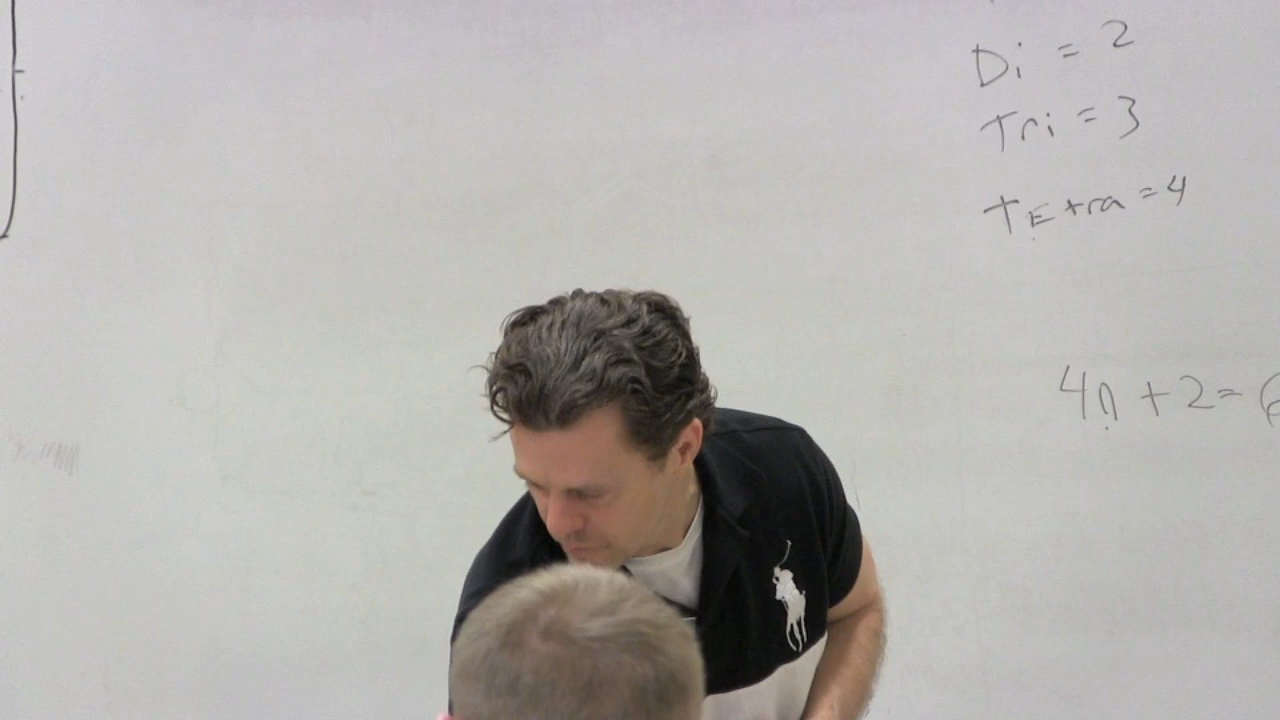 Di = 2
Tri = 3
TEtra = 4
4n + 2 =